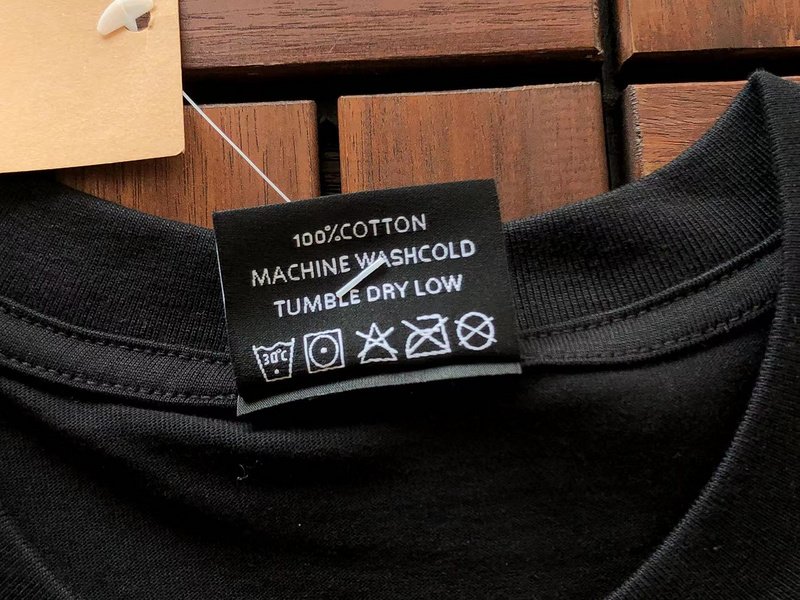 100%COTTON
MACHINE WASHCOLD
TUMBLE DRY LOW
30°C